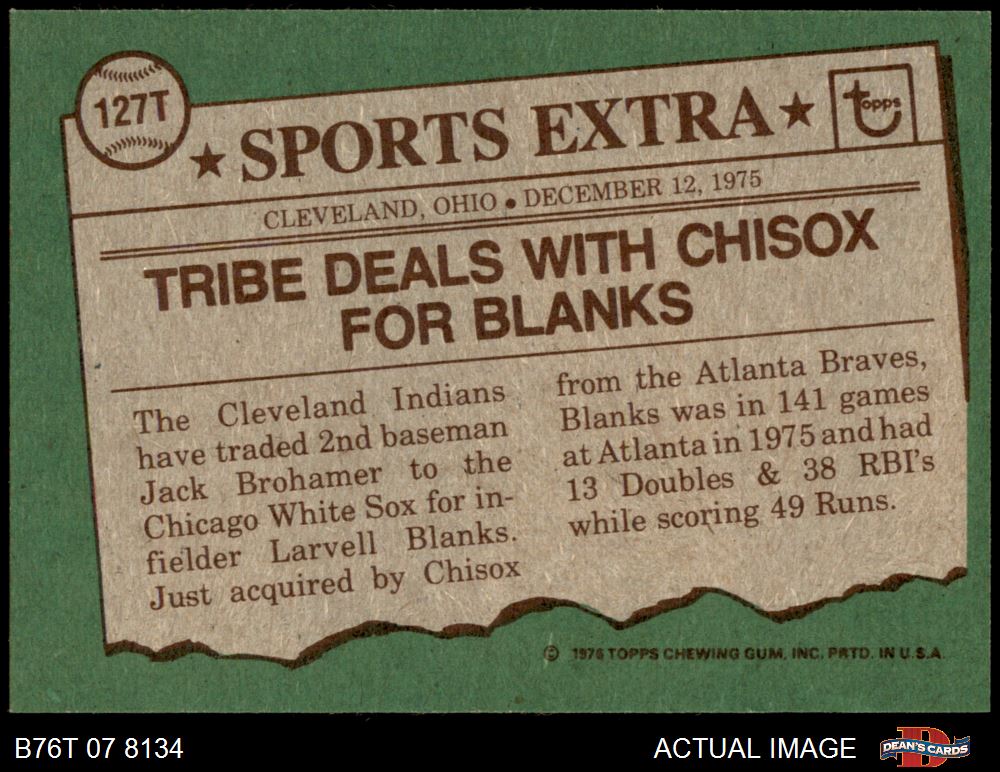 127T
★ SPORTS EXTRA ★
topps
CLEVELAND, OHIO • DECEMBER 12, 1975
TRIBE DEALS WITH CHISOX
FOR BLANKS
The Cleveland Indians
have traded 2nd baseman
Jack Brohamer to the
Chicago White Sox for in-
fielder Larvell Blanks.
Just acquired by Chisox
from the Atlanta Braves,
Blanks was in 141 games
at Atlanta in 1975 and had
13 Doubles & 38 RBI's
while scoring 49 Runs.
© 1976 TOPPS CHEWING GUM, INC. PRTD. IN U.S.A.
B76T 07 8134
ACTUAL IMAGE
DEAN'S CARDS